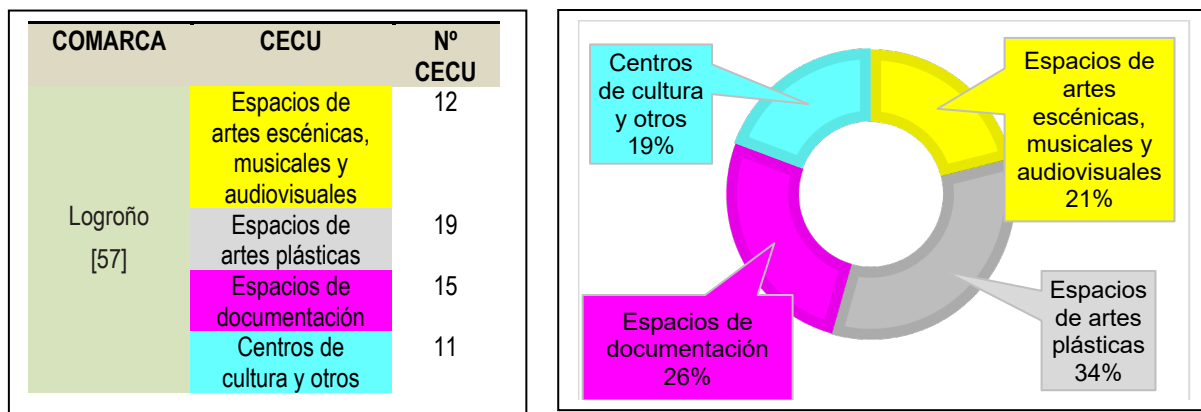 COMARCA CECU Nº
CECU
Logroño
[57]
Espacios de
artes escénicas,
musicales y
audiovisuales
12
Espacios de
artes plásticas
19
Espacios de
documentación
15
Centros de
cultura y otros
11
Centros
de cultura
y otros
19%
Espacios de
artes
escénicas,
musicales y
audiovisuales
21%
Espacios de
documentación
26%
Espacios
de artes
plásticas
34%